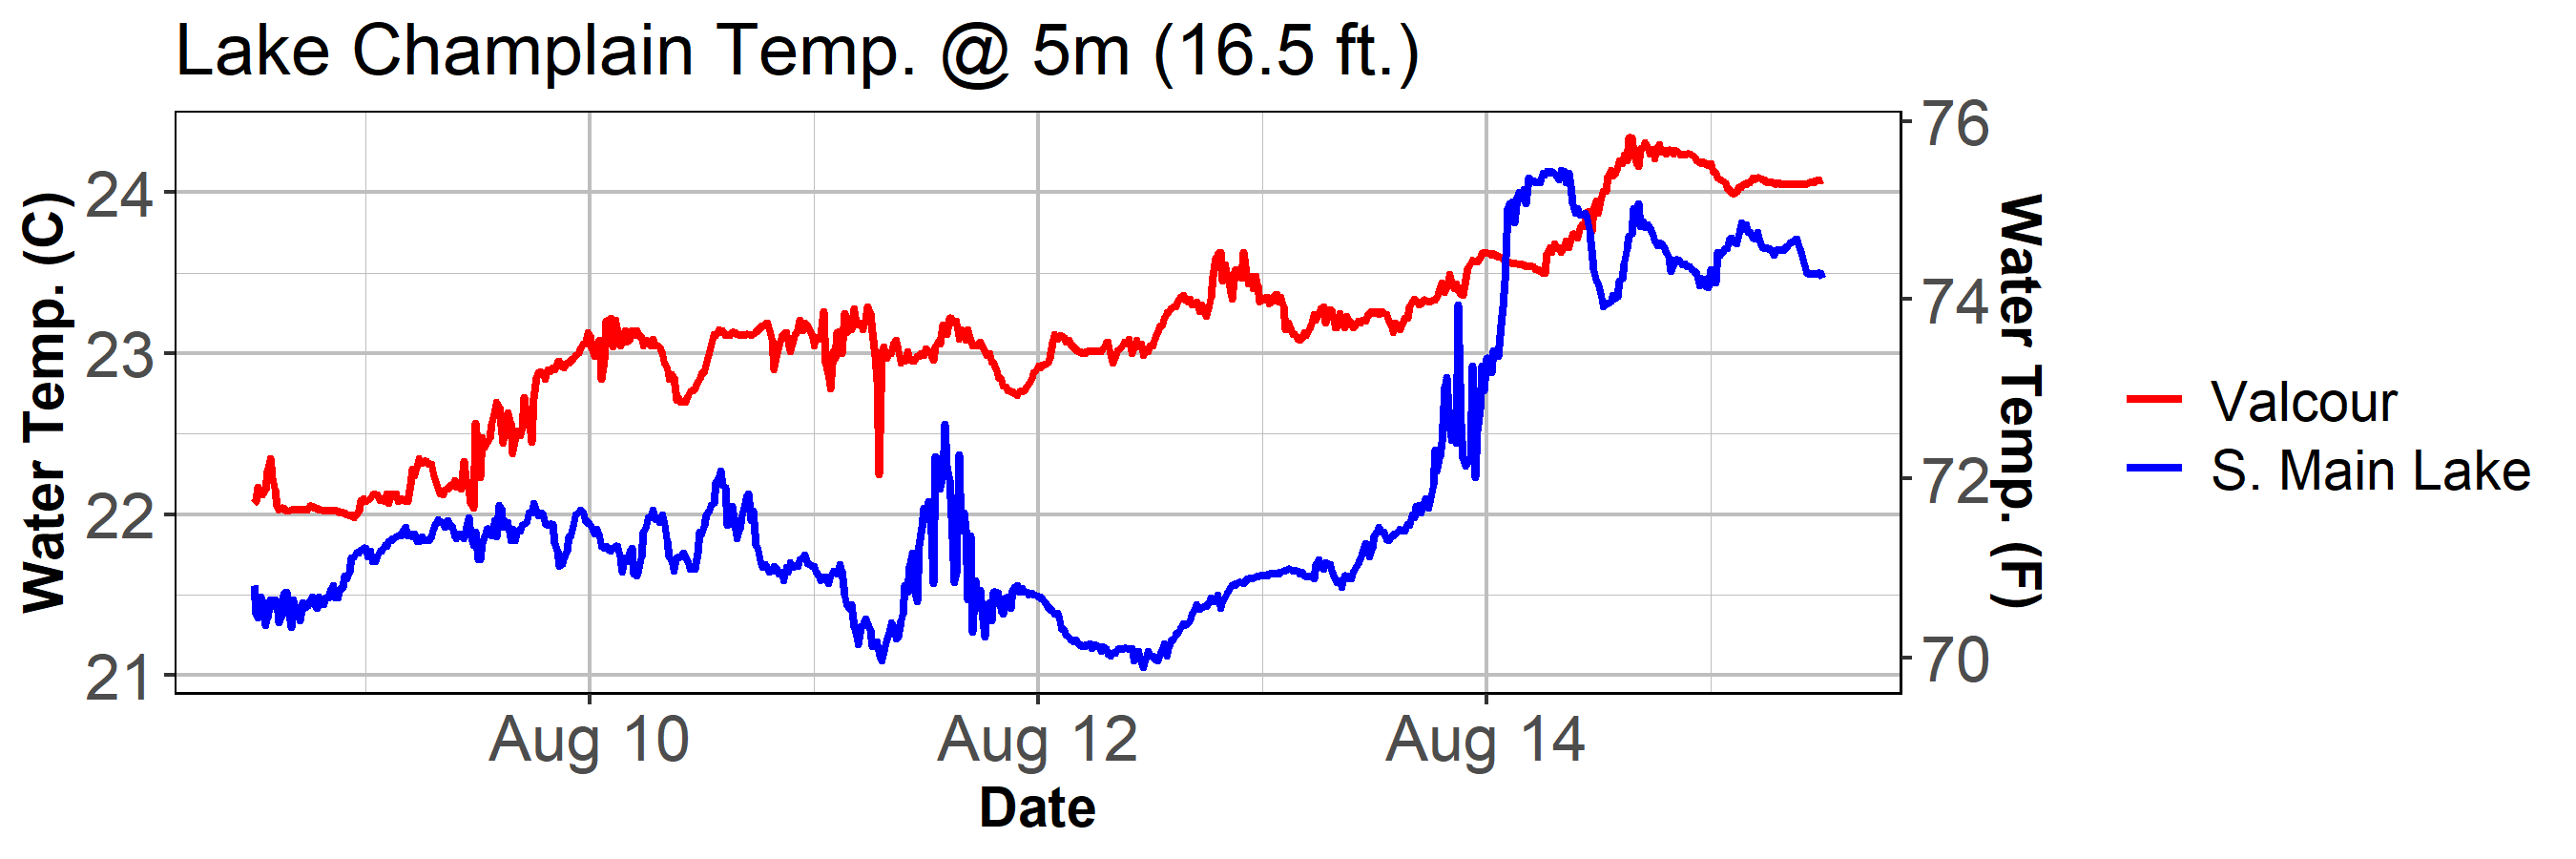 Lake Champlain Temp. @ 5m (16.5 ft.)
Water Temp. (C)
24
23
22
21
76
74
72
70
Water Temp. (F)
Aug 10
Aug 12
Aug 14
Date
Valcour
S. Main Lake